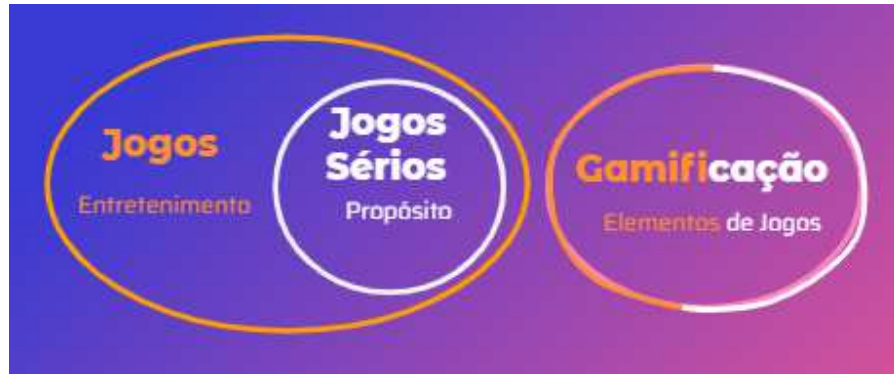 Jogos
Entretenimento
Jogos
Sérios
Propósito
Gamificação
Elementos de Jogos